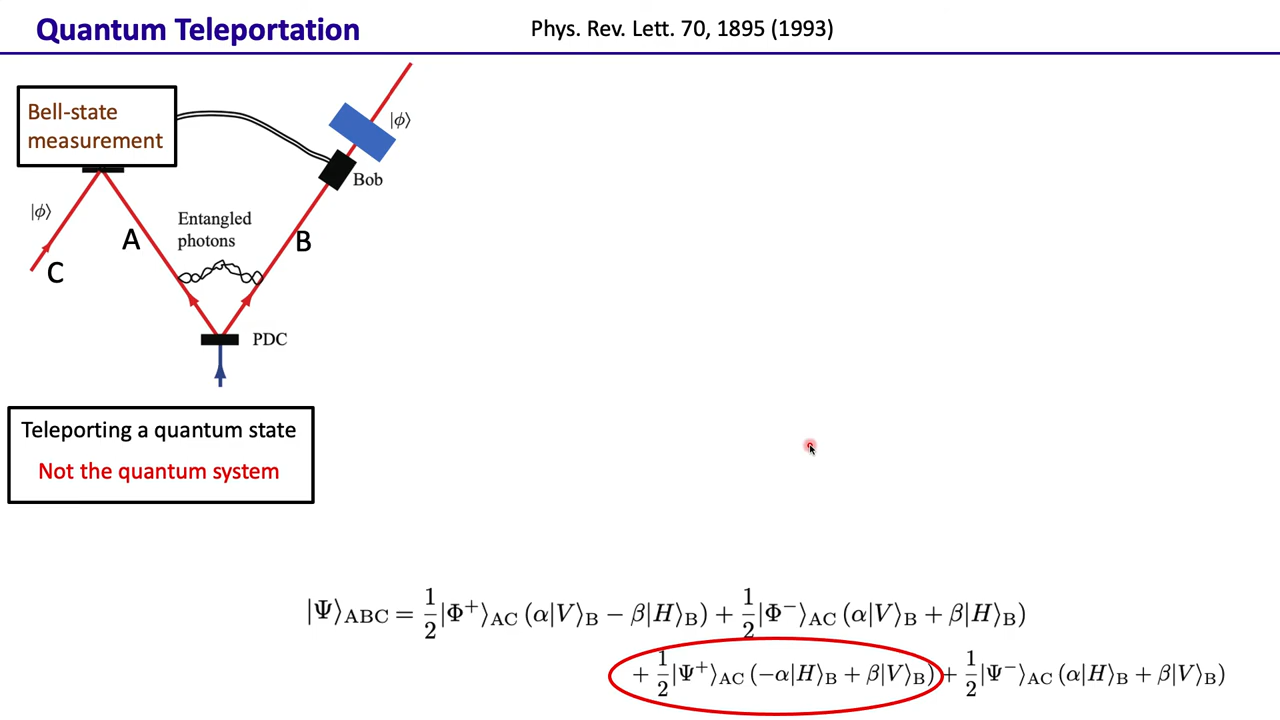 Quantum Teleportation
Phys. Rev. Lett. 70, 1895 (1993)
Bell-state
measurement
|ϕ⟩
Bob
|ϕ⟩
A
Entangled
photons
B
C
PDC
Teleporting a quantum state
Not the quantum system
|Ψ⟩ABC = 1/2|Φ⁺⟩AC (α|V⟩B − β|H⟩B) + 1/2|Φ⁻⟩AC (α|V⟩B + β|H⟩B)
+ 1/2|Ψ⁺⟩AC (−α|H⟩B + β|V⟩B) + 1/2|Ψ⁻⟩AC (α|H⟩B + β|V⟩B)